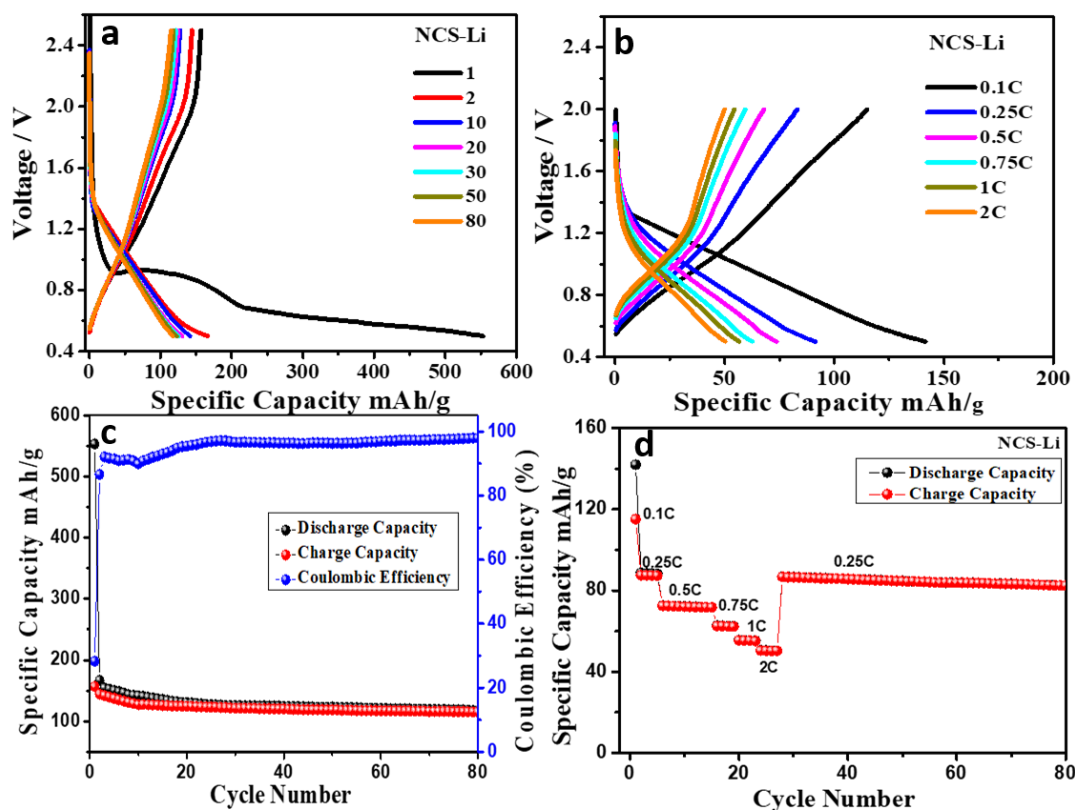 a
NCS-Li
1
2
10
20
30
50
80
Voltage / V
2.4
2.0
1.6
1.2
0.8
0.4
0 100 200 300 400 500 600
Specific Capacity mAh/g
b
NCS-Li
0.1C
0.25C
0.5C
0.75C
1C
2C
Voltage / V
2.4
2.0
1.6
1.2
0.8
0.4
0 50 100 150 200
Specific Capacity mAh/g
c
Discharge Capacity
Charge Capacity
Coulombic Efficiency
Specific Capacity mAh/g
600
550
500
450
400
350
300
250
200
150
100
Coulombic Efficiency (%)
100
80
60
40
20
0
0 20 40 60 80
Cycle Number
d
NCS-Li
Discharge Capacity
Charge Capacity
0.1C
0.25C
0.5C
0.75C
1C
2C
0.25C
Specific Capacity mAh/g
160
120
80
40
0
0 20 40 60 80
Cycle Number